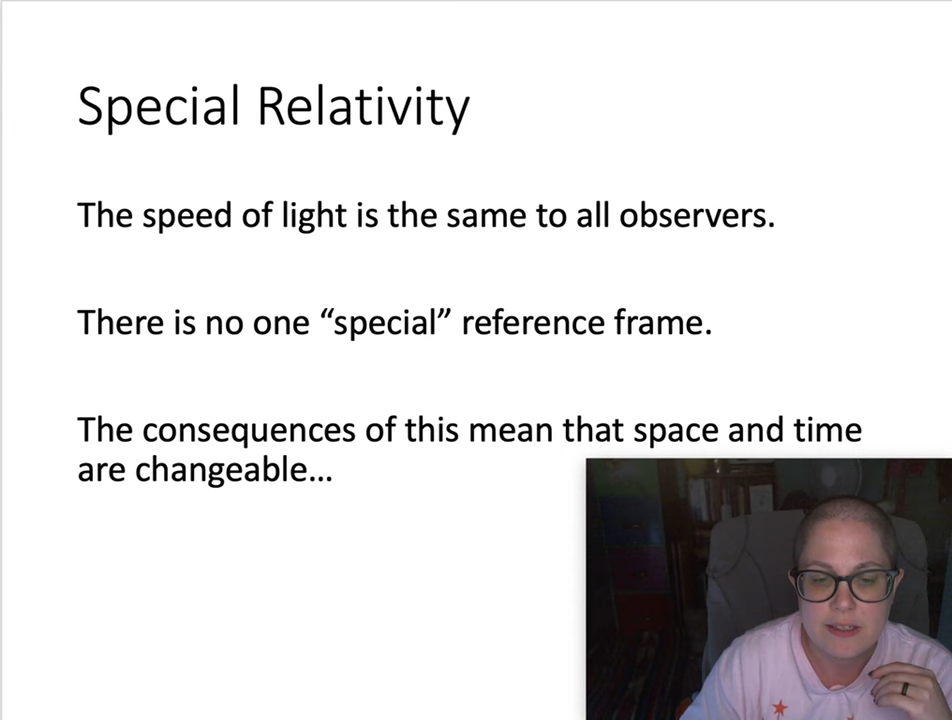 Special Relativity
The speed of light is the same to all observers.
There is no one “special” reference frame.
The consequences of this mean that space and time
are changeable…